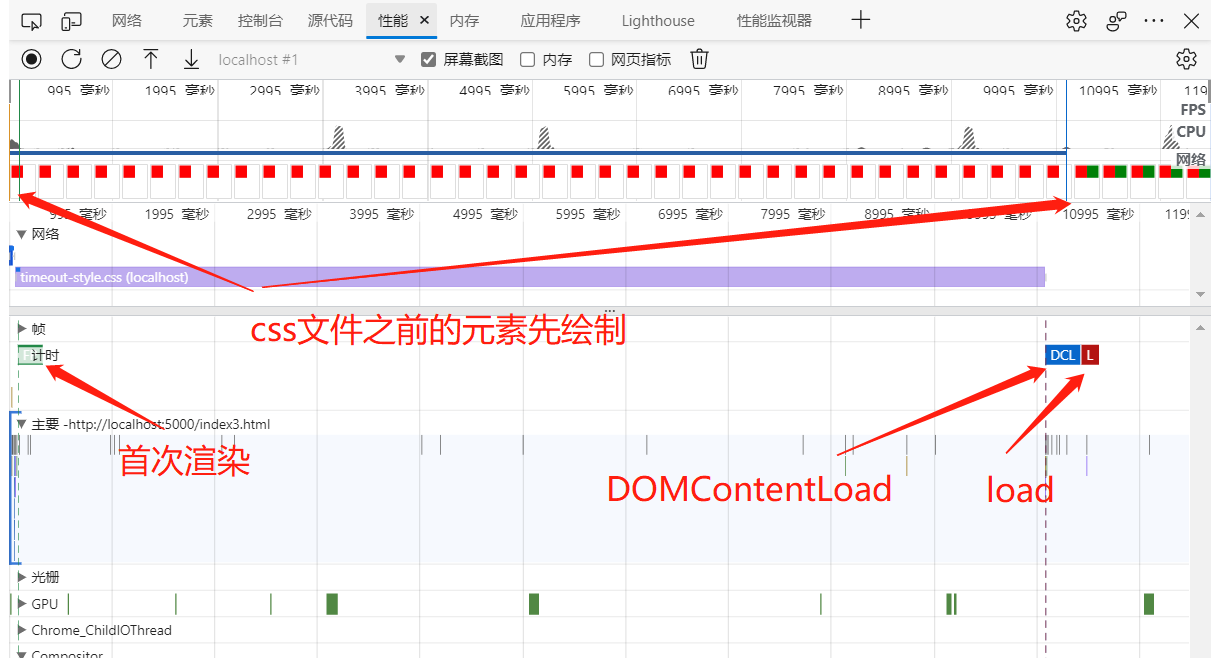 网络 元素 控制台 源代码 性能 × 内存 应用程序 Lighthouse 性能监视器
localhost #1 屏幕截图 内存 网页指标
995 毫秒 1995 毫秒 2995 毫秒 3995 毫秒 4995 毫秒 5995 毫秒 6995 毫秒 7995 毫秒 8995 毫秒 9995 毫秒 10995 毫秒 119
FPS
CPU
网络
995 毫秒 1995 毫秒 2995 毫秒 3995 毫秒 4995 毫秒 5995 毫秒 6995 毫秒 7995 毫秒 8995 毫秒 毫秒 10995 毫秒 1199
网络
timeout-style.css (localhost)
css文件之前的元素先绘制
帧
计时 DCL L
主要 -http://localhost:5000/index3.html
首次渲染
DOMContentLoad load
光栅
GPU
Chrome_ChildIOThread
Compositor